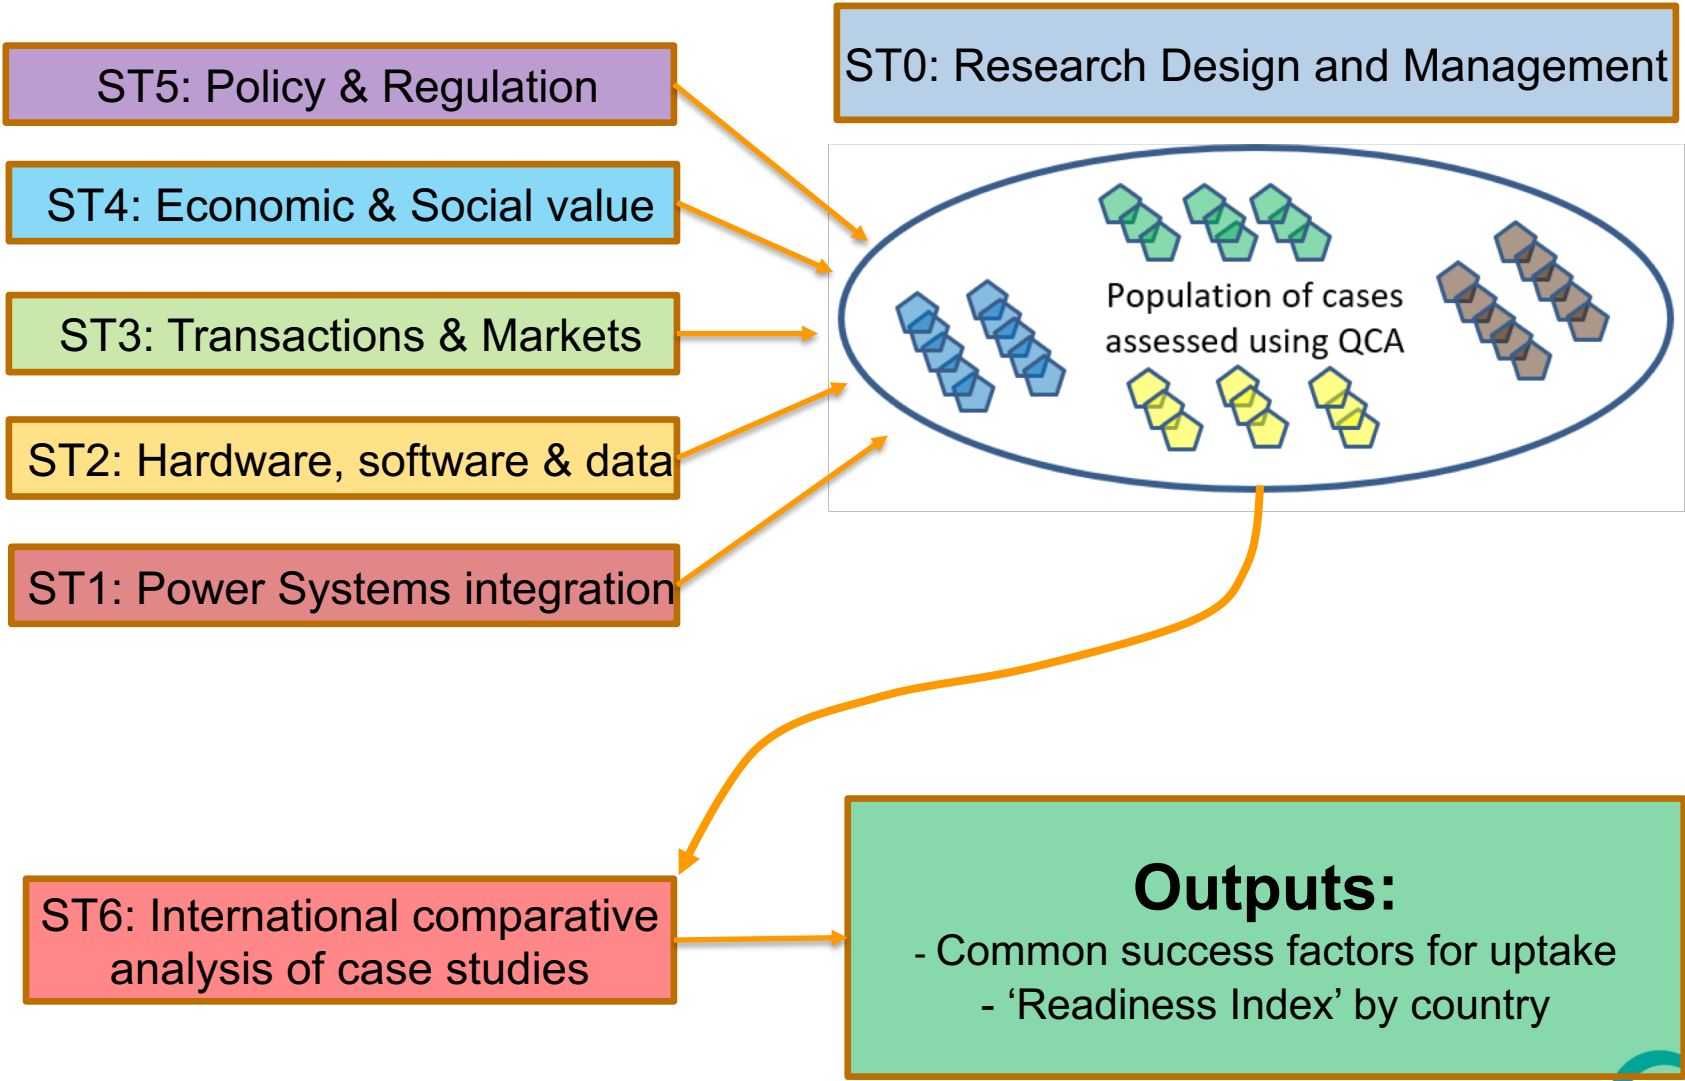 ST5: Policy & Regulation
ST0: Research Design and Management
ST4: Economic & Social value
ST3: Transactions & Markets
ST2: Hardware, software & data
ST1: Power Systems integration
Population of cases
assessed using QCA
ST6: International comparative
analysis of case studies
Outputs:
- Common success factors for uptake
- ‘Readiness Index’ by country